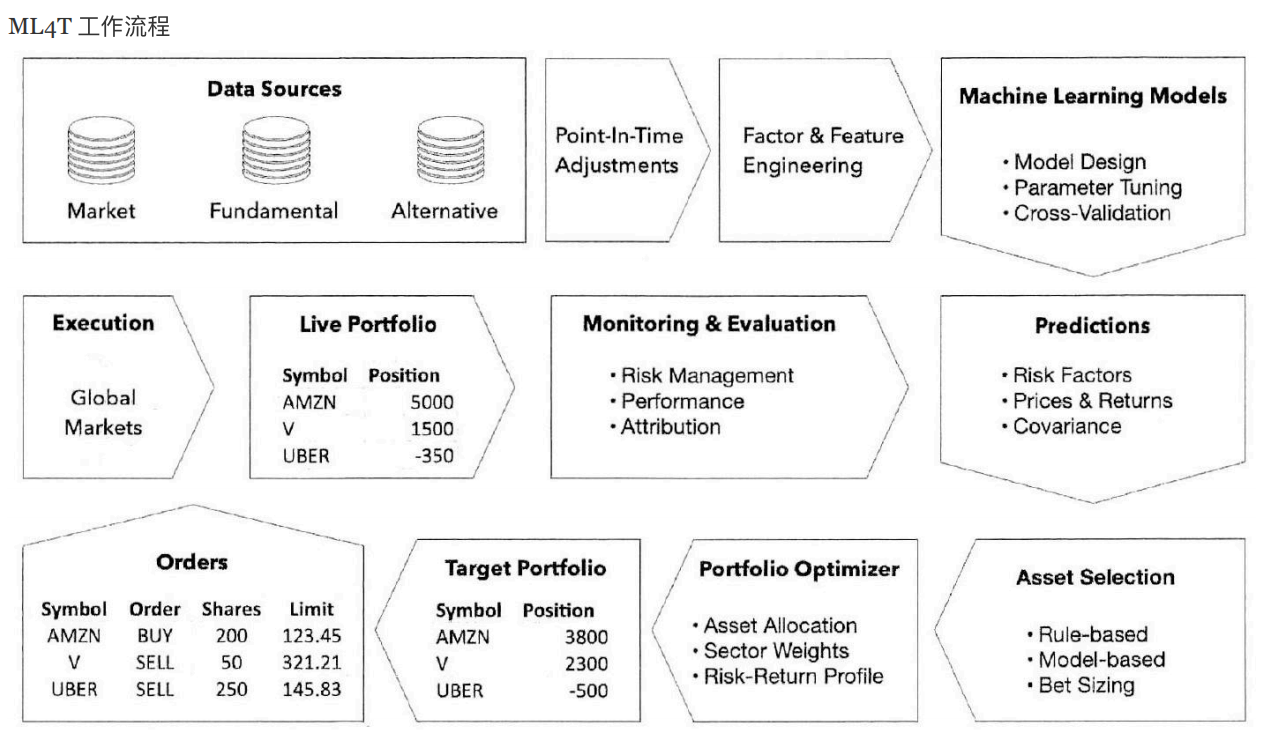 ML4T 工作流程
Data Sources
Market Fundamental Alternative
Point-In-Time
Adjustments
Factor & Feature
Engineering
Machine Learning Models
• Model Design
• Parameter Tuning
• Cross-Validation
Execution
Global
Markets
Live Portfolio
Symbol Position
AMZN 5000
V 1500
UBER -350
Monitoring & Evaluation
• Risk Management
• Performance
• Attribution
Predictions
• Risk Factors
• Prices & Returns
• Covariance
Orders
Symbol Order Shares Limit
AMZN BUY 200 123.45
V SELL 50 321.21
UBER SELL 250 145.83
Target Portfolio
Symbol Position
AMZN 3800
V 2300
UBER -500
Portfolio Optimizer
• Asset Allocation
• Sector Weights
• Risk-Return Profile
Asset Selection
• Rule-based
• Model-based
• Bet Sizing